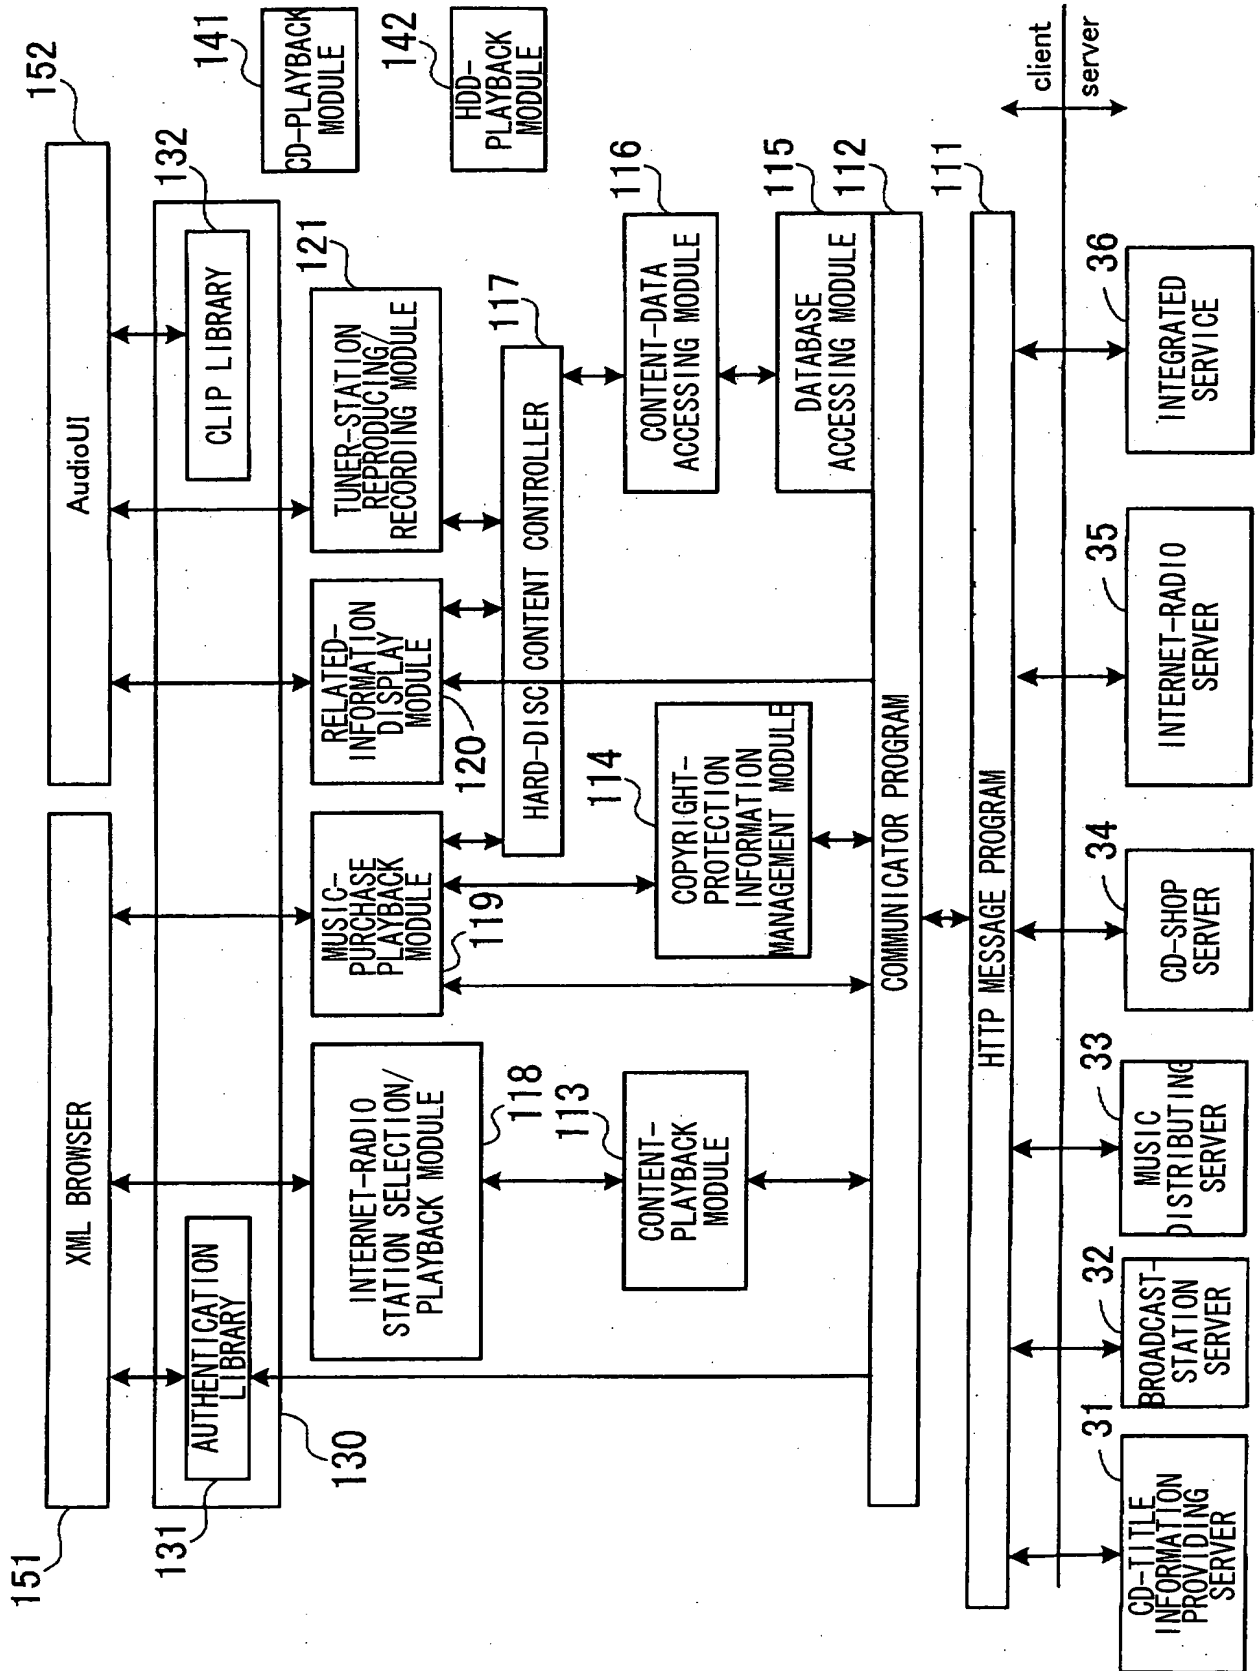 151
XML BROWSER
AudioUI
152
131
AUTHENTICATION
LIBRARY
130
CLIP LIBRARY
132
141
CD-PLAYBACK
MODULE
142
HDD-
PLAYBACK
MODULE
INTERNET-RADIO
STATION SELECTION/
PLAYBACK MODULE
118
MUSIC-
PURCHASE
PLAYBACK
MODULE
119
RELATED-
INFORMATION
DISPLAY
MODULE
120
TUNER-STATION
REPRODUCING/
RECORDING MODULE
121
HARD-DISC CONTENT CONTROLLER
117
113
CONTENT-
PLAYBACK
MODULE
114
COPYRIGHT-
PROTECTION
INFORMATION
MANAGEMENT MODULE
CONTENT-DATA
ACCESSING MODULE
116
DATABASE
ACCESSING MODULE
115
COMMUNICATOR PROGRAM
112
HTTP MESSAGE PROGRAM
111
client
server
31
CD-TITLE
INFORMATION
PROVIDING
SERVER
32
BROADCAST-
STATION
SERVER
33
MUSIC
DISTRIBUTING
SERVER
34
CD-SHOP
SERVER
35
INTERNET-RADIO
SERVER
36
INTEGRATED
SERVICE